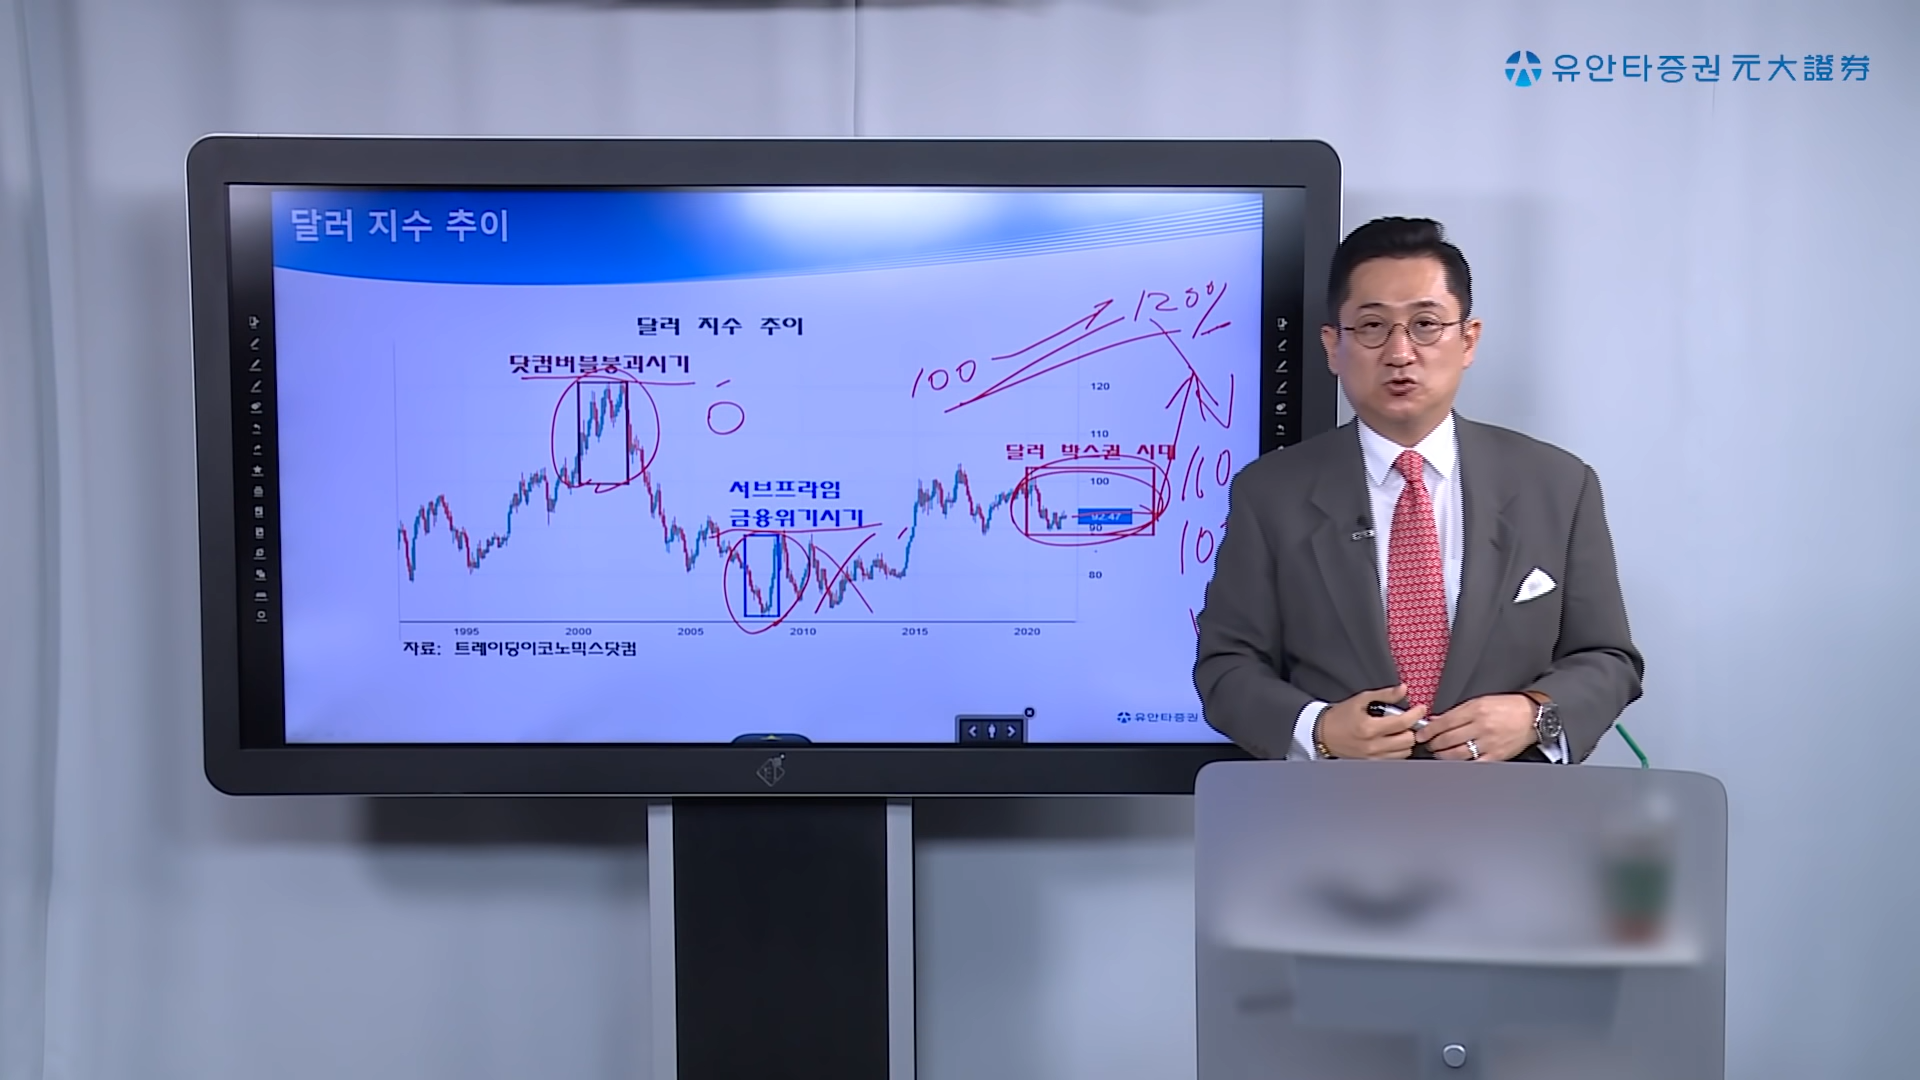 유안타증권 元大證券
달러 지수 추이
달러 지수 추이
닷컴버블붕괴시기
100
120%
120
110
달러 박스권 시대
100
110
서브프라임
금융위기시기
92.47
90
80
1995
2000
2005
2010
2015
2020
자료: 트레이딩이코노믹스닷컴
유안타증권